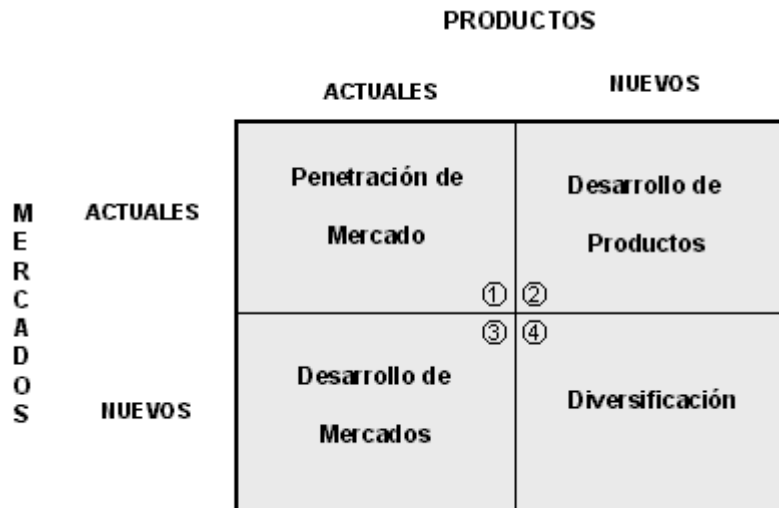 PRODUCTOS
ACTUALES NUEVOS
MERCADOS
ACTUALES
Penetración de
Mercado
①
Desarrollo de
Productos
②
NUEVOS
Desarrollo de
Mercados
③
Diversificación
④